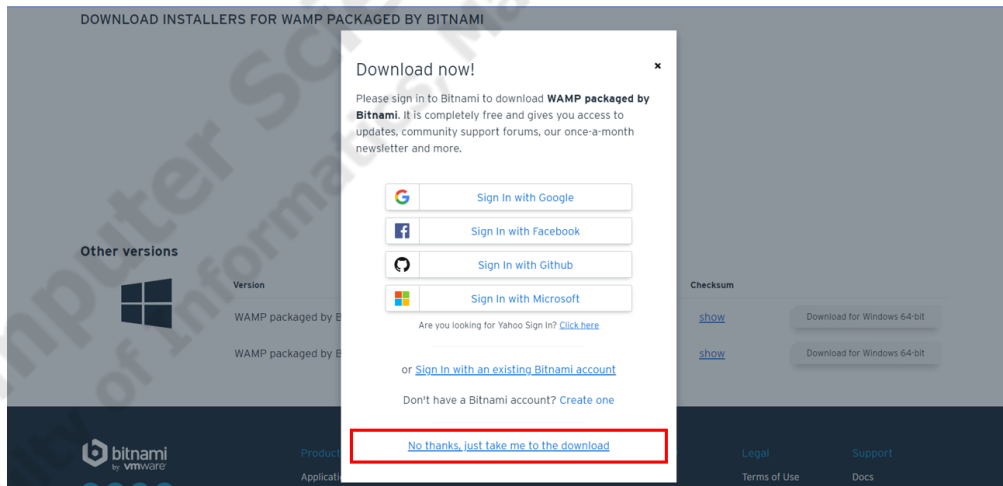 DOWNLOAD INSTALLERS FOR WAMP PACKAGED BY BITNAMI
Download now!
×
Please sign in to Bitnami to download WAMP packaged by
Bitnami. It is completely free and gives you access to
updates, community support forums, our once-a-month
newsletter and more.
Sign In with Google
Sign In with Facebook
Sign In with Github
Sign In with Microsoft
Are you looking for Yahoo Sign In? Click here
or Sign In with an existing Bitnami account
Don't have a Bitnami account? Create one
No thanks, just take me to the download
Other versions
Version
Checksum
WAMP packaged by
show
Download for Windows 64-bit
WAMP packaged by
show
Download for Windows 64-bit
bitnami
by vmware
Legal
Support
Terms of Use
Docs